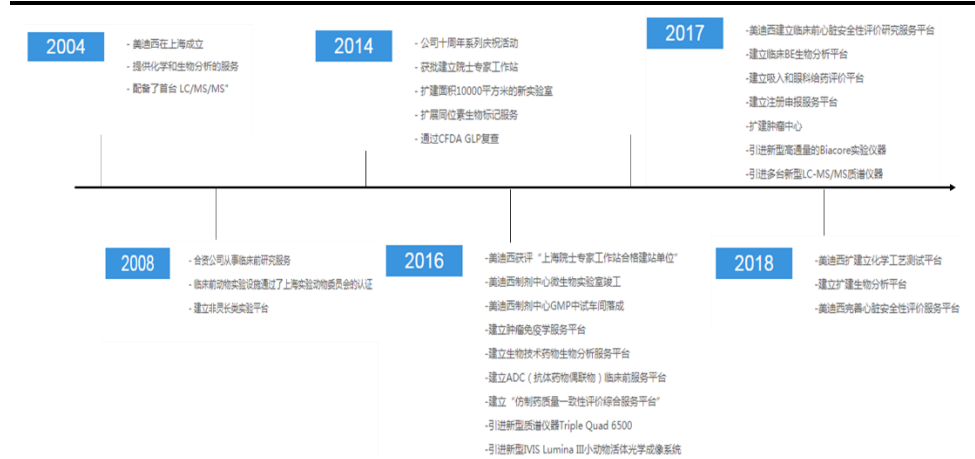 2004
- 美迪西在上海成立
- 提供化学和生物分析的服务
- 配备了首台 LC/MS/MS"
2014
- 公司十周年系列庆祝活动
- 获批建立院士专家工作站
- 扩建面积10000平方米的新实验室
- 扩展同位素生物标记服务
- 通过CFDA GLP复查
2017
-美迪西建立临床前心脏安全性评价研究服务平台
-建立临床BE生物分析平台
-建立吸入和眼科给药评价平台
-建立注册申报服务平台
-扩建肿瘤中心
-引进新型高通量的Biacore实验仪器
-引进多台新型LC-MS/MS质谱仪器
2008
- 合资公司从事临床前研究服务
- 临床前动物实验设施通过了上海实验动物委员会的认证
- 建立非灵长类实验平台
2016
-美迪西获评“上海院士专家工作站合格建站单位”
-美迪西制剂中心微生物实验室竣工
-美迪西制剂中心GMP中试车间落成
-建立肿瘤免疫学服务平台
-建立生物技术药物生物分析服务平台
-建立ADC（抗体药物偶联物）临床前服务平台
-建立“仿制药质量一致性评价综合服务平台”
-引进新型质谱仪器Triple Quad 6500
-引进新型IVIS Lumina III小动物活体光学成像系统
2018
-美迪西扩建立化学工艺测试平台
-建立扩建生物分析平台
-美迪西完善心脏安全性评价服务平台